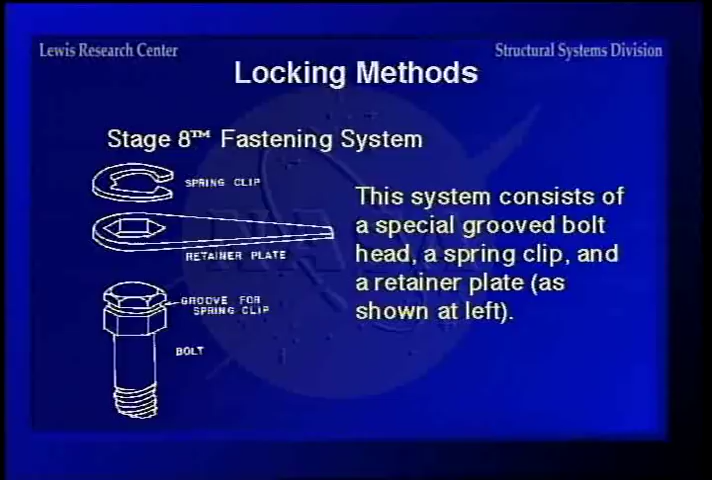 Lewis Research Center
Structural Systems Division
Locking Methods
Stage 8™ Fastening System
SPRING CLIP
RETAINER PLATE
GROOVE FOR
SPRING CLIP
BOLT
This system consists of
a special grooved bolt
head, a spring clip, and
a retainer plate (as
shown at left).
NASA